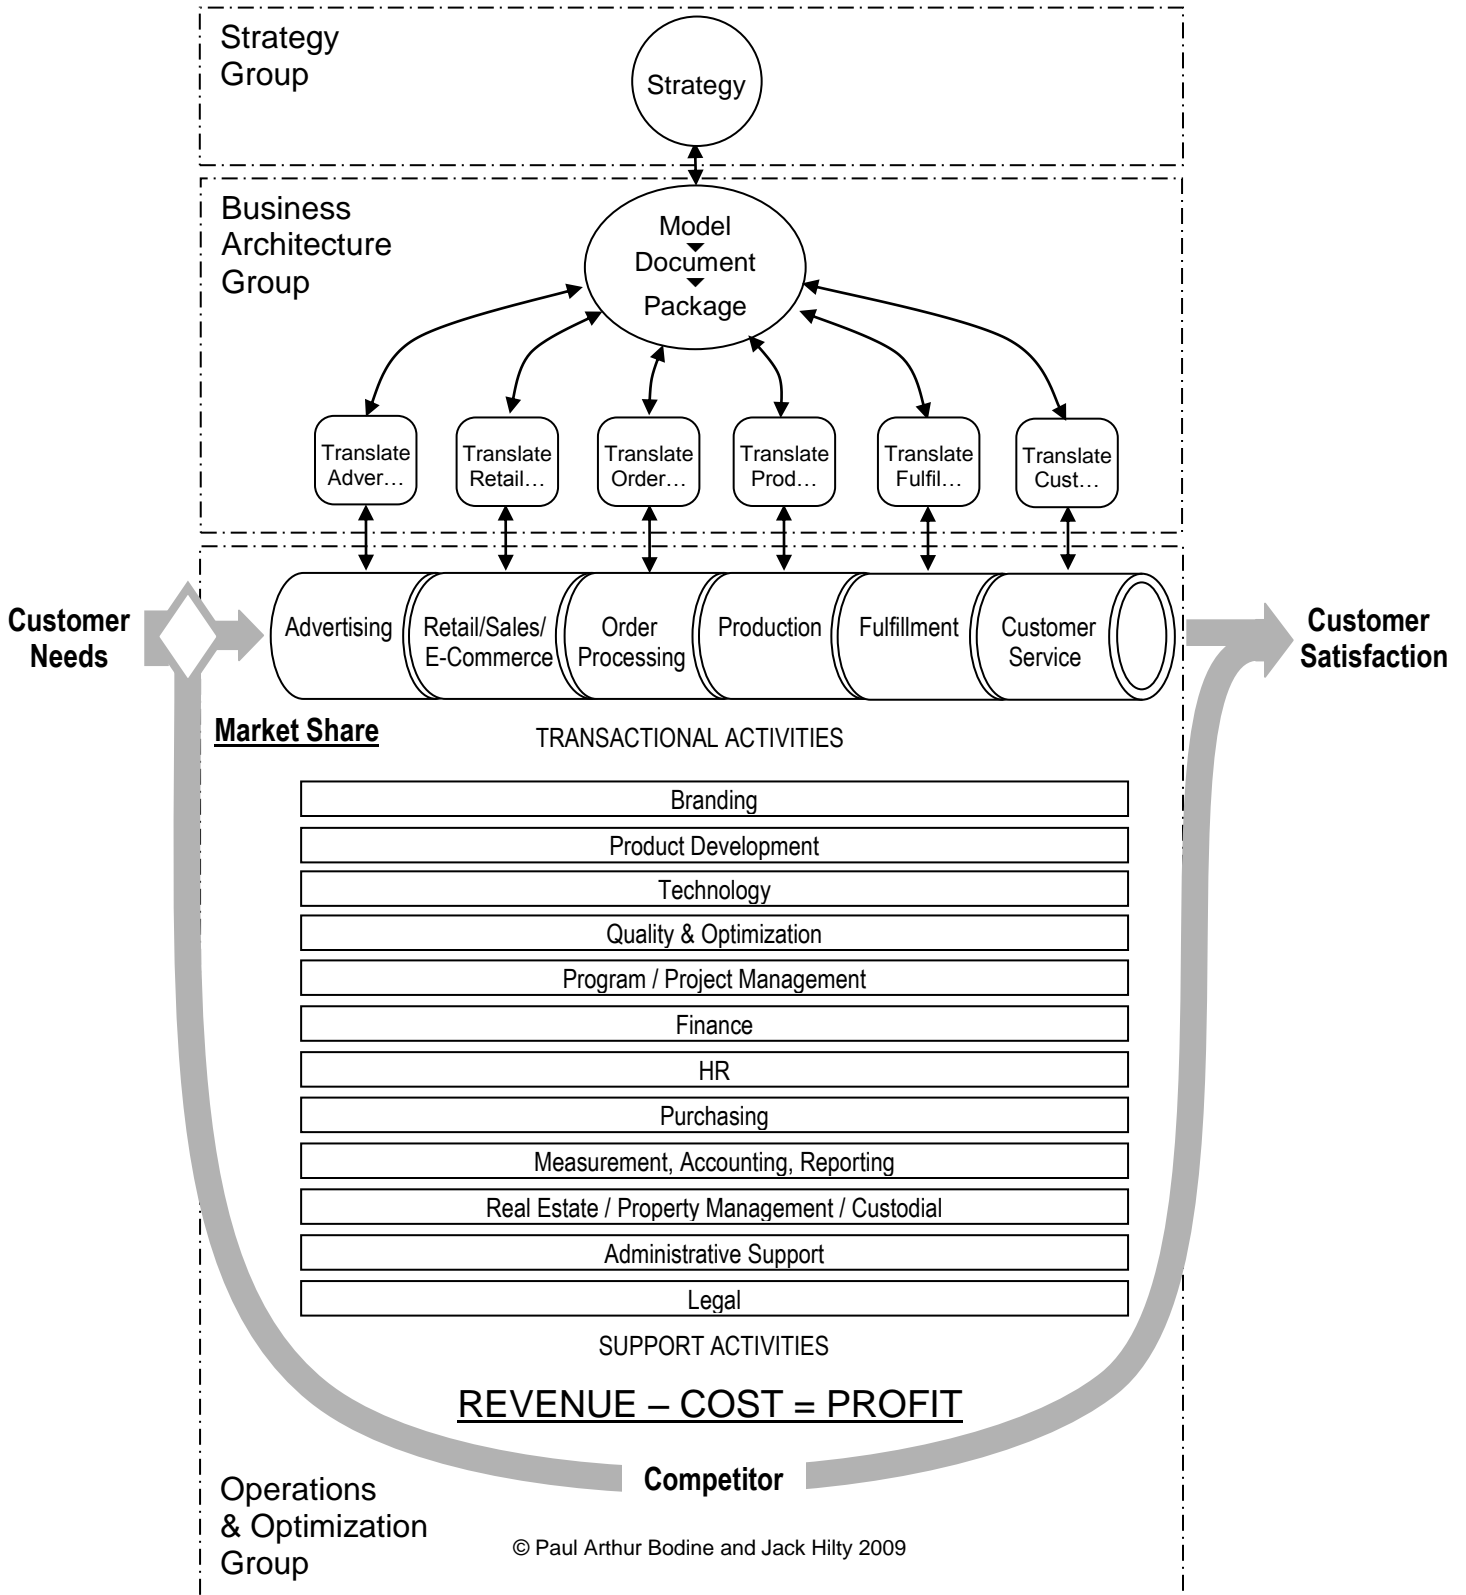 Strategy
Group
Strategy
Business
Architecture
Group
Model
Document
Package
Translate
Adver…
Translate
Retail…
Translate
Order…
Translate
Prod…
Translate
Fulfil…
Translate
Cust…
Customer
Needs
Advertising
Retail/Sales/
E-Commerce
Order
Processing
Production
Fulfillment
Customer
Service
Customer
Satisfaction
Market Share
TRANSACTIONAL ACTIVITIES
Branding
Product Development
Technology
Quality & Optimization
Program / Project Management
Finance
HR
Purchasing
Measurement, Accounting, Reporting
Real Estate / Property Management / Custodial
Administrative Support
Legal
SUPPORT ACTIVITIES
REVENUE – COST = PROFIT
Competitor
Operations
& Optimization
Group
© Paul Arthur Bodine and Jack Hilty 2009